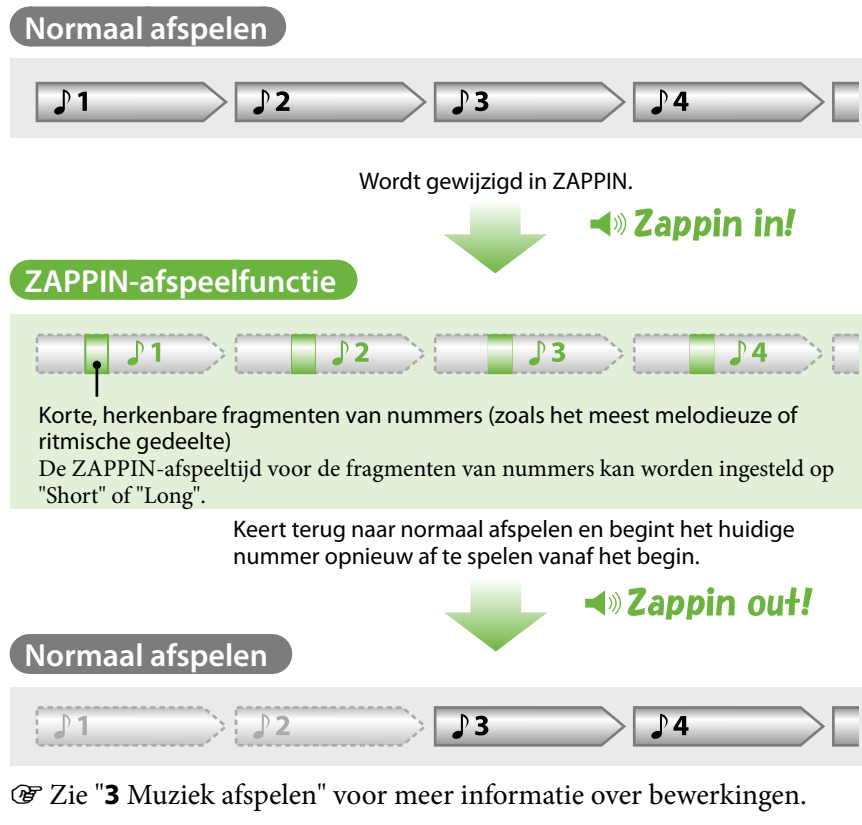 Normaal afspelen
♪1 ♪2 ♪3 ♪4
Wordt gewijzigd in ZAPPIN.
Zappin in!
ZAPPIN-afspeelfunctie
♪1 ♪2 ♪3 ♪4
Korte, herkenbare fragmenten van nummers (zoals het meest melodieuze of
ritmische gedeelte)
De ZAPPIN-afspeeltijd voor de fragmenten van nummers kan worden ingesteld op
"Short" of "Long".
Keert terug naar normaal afspelen en begint het huidige
nummer opnieuw af te spelen vanaf het begin.
Zappin out!
Normaal afspelen
♪1 ♪2 ♪3 ♪4
☞ Zie "3 Muziek afspelen" voor meer informatie over bewerkingen.